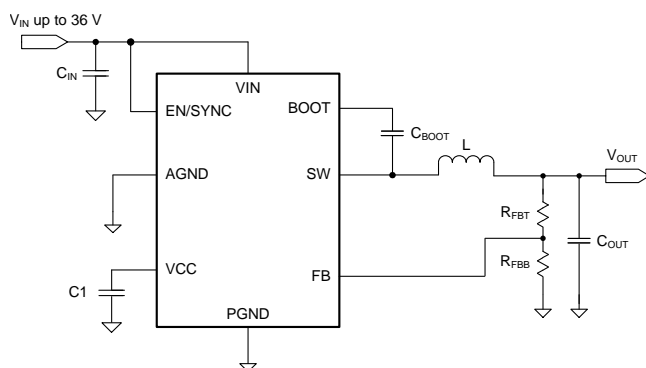 V_IN up to 36 V
C_IN
VIN
EN/SYNC
BOOT
C_BOOT
L
V_OUT
AGND
SW
R_FBT
C_OUT
R_FBB
VCC
FB
C1
PGND